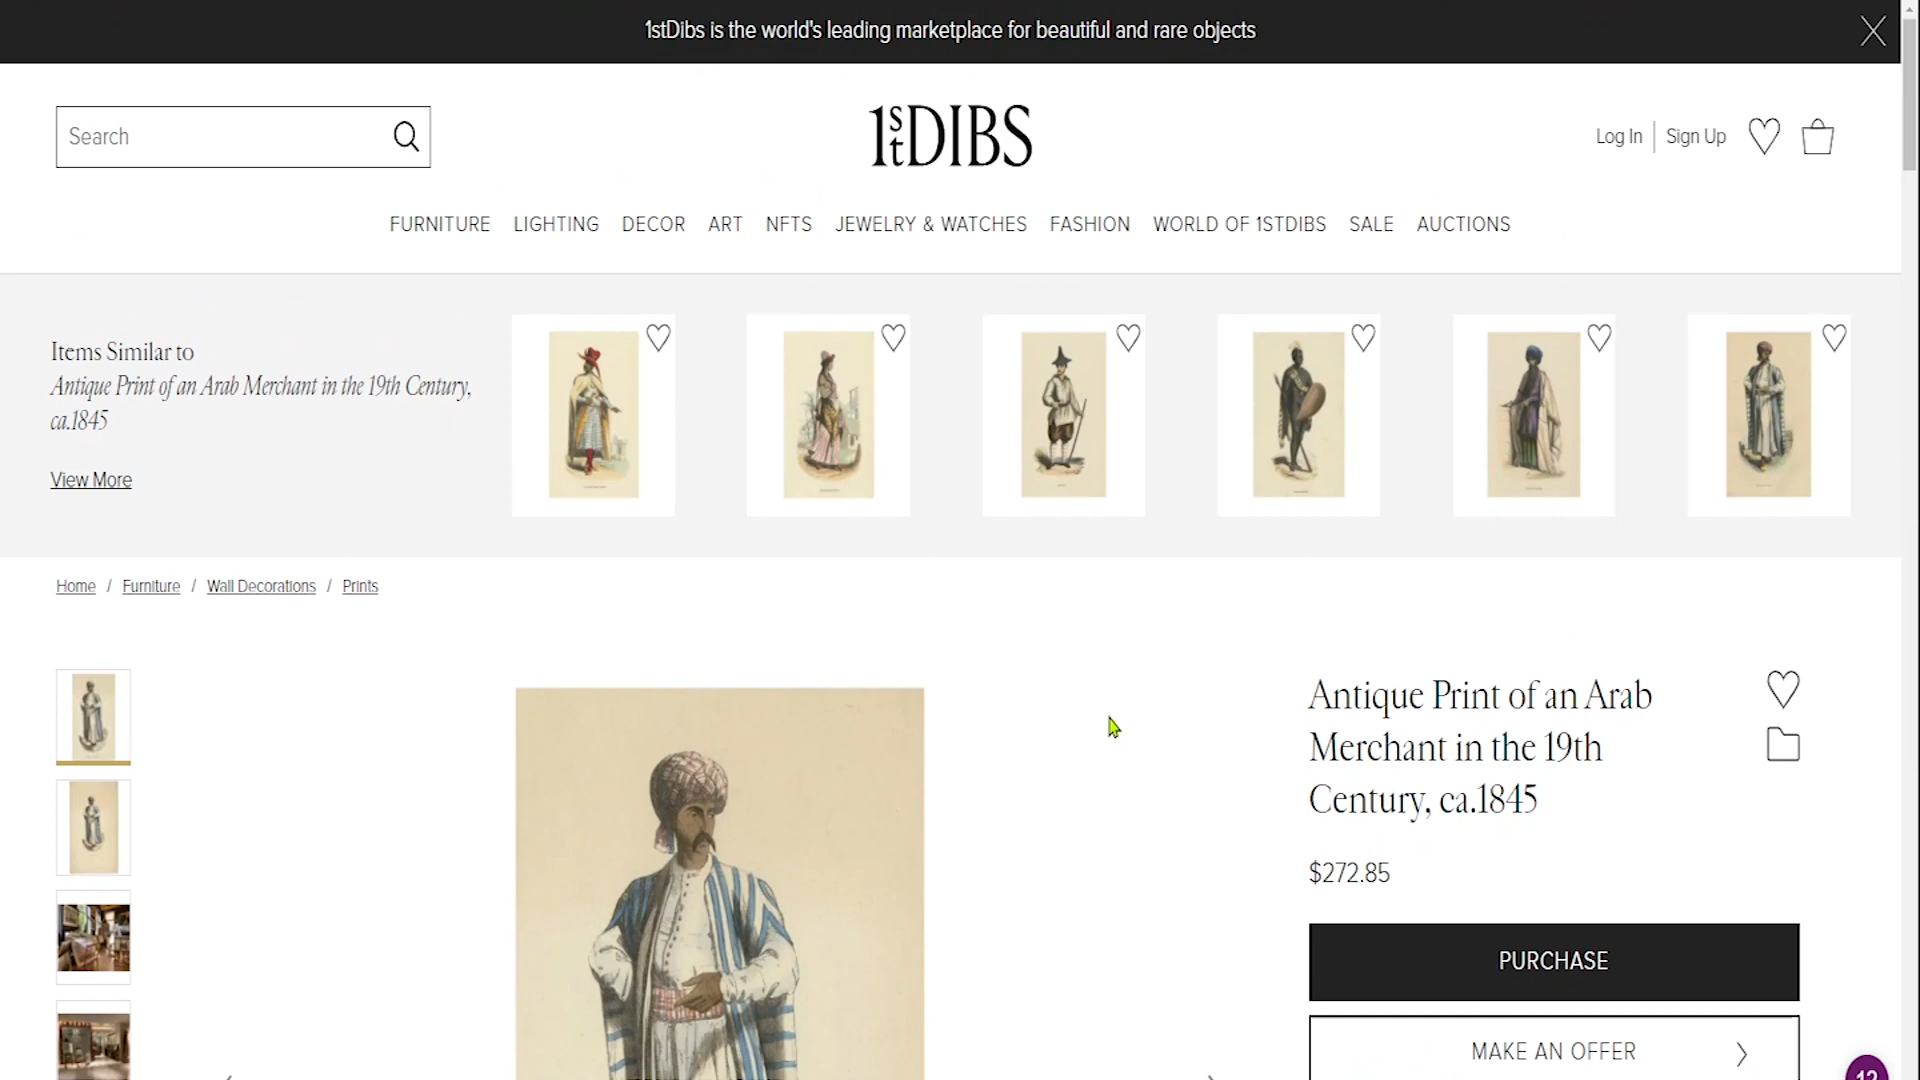 1stDibs is the world's leading marketplace for beautiful and rare objects
Search
1stDIBS
Log In
Sign Up
FURNITURE LIGHTING DECOR ART NFTS JEWELRY & WATCHES FASHION WORLD OF 1STDIBS SALE AUCTIONS
Items Similar to
Antique Print of an Arab Merchant in the 19th Century,
ca.1845
View More
Home / Furniture / Wall Decorations / Prints
Antique Print of an Arab
Merchant in the 19th
Century, ca.1845
$272.85
PURCHASE
MAKE AN OFFER
12